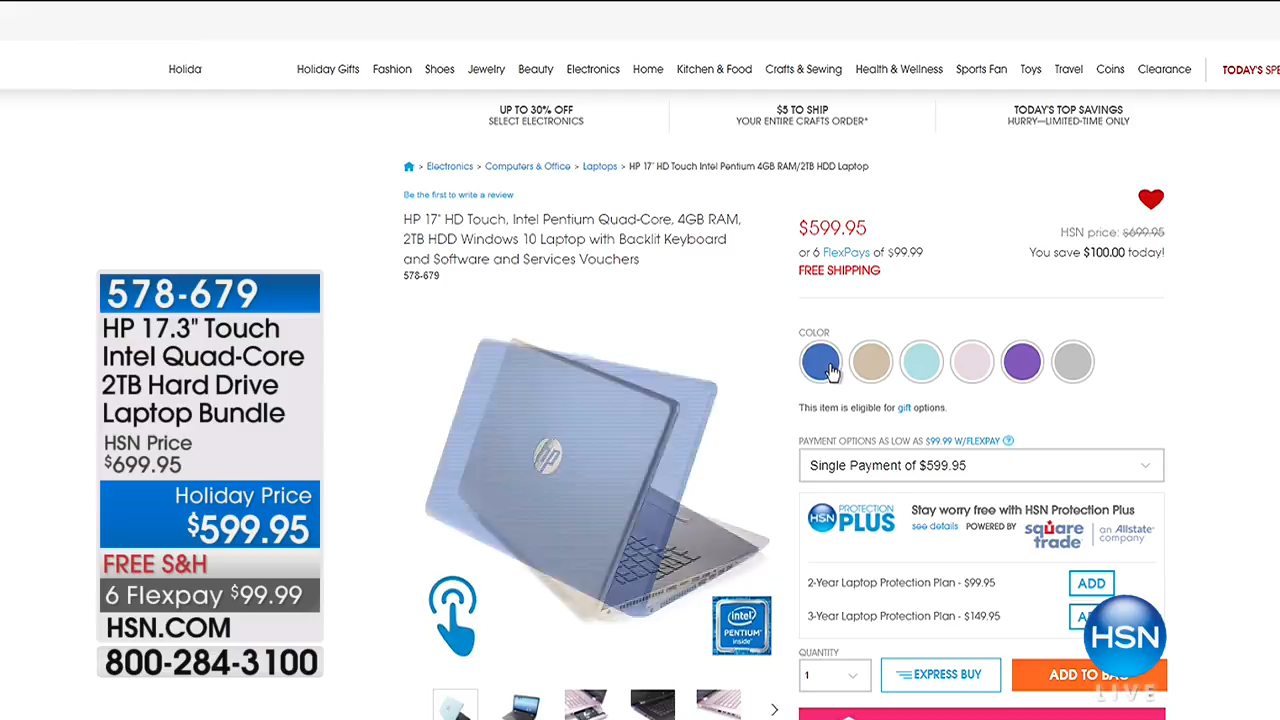 Holida
Holiday Gifts Fashion Shoes Jewelry Beauty Electronics Home Kitchen & Food Crafts & Sewing Health & Wellness Sports Fan Toys Travel Coins Clearance TODAY'S SPE
UP TO 30% OFF
SELECT ELECTRONICS
$5 TO SHIP
YOUR ENTIRE CRAFTS ORDER*
TODAY'S TOP SAVINGS
HURRY—LIMITED-TIME ONLY
> Electronics > Computers & Office > Laptops > HP 17" HD Touch Intel Pentium 4GB RAM/2TB HDD Laptop
Be the first to write a review
HP 17" HD Touch, Intel Pentium Quad-Core, 4GB RAM,
2TB HDD Windows 10 Laptop with Backlit Keyboard
and Software and Services Vouchers
578-679
$599.95
or 6 FlexPays of $99.99
FREE SHIPPING
HSN price: $699.95
You save $100.00 today!
COLOR
This item is eligible for gift options.
PAYMENT OPTIONS AS LOW AS $99.99 W/FLEXPAY ?
Single Payment of $599.95
HSN PROTECTION PLUS
Stay worry free with HSN Protection Plus
see details POWERED BY
square trade
an Allstate company
2-Year Laptop Protection Plan - $99.95 ADD
3-Year Laptop Protection Plan - $149.95
QUANTITY
1
EXPRESS BUY
ADD TO BAG
hp
intel
PENTIUM
inside
578-679
HP 17.3" Touch
Intel Quad-Core
2TB Hard Drive
Laptop Bundle
HSN Price
$699.95
Holiday Price
$599.95
FREE S&H
6 Flexpay $99.99
HSN.COM
800-284-3100
HSN
LIVE